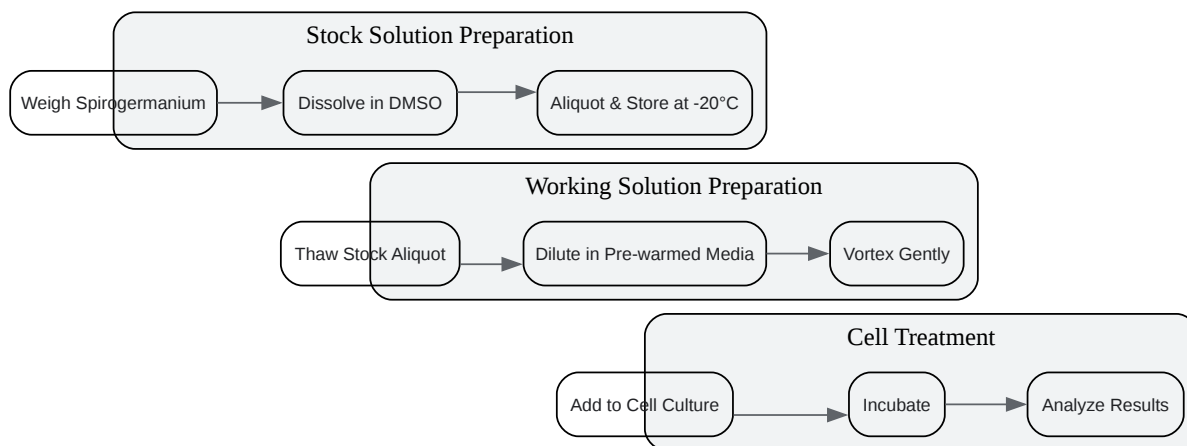 Stock Solution Preparation
Weigh Spirogermanium
Dissolve in DMSO
Aliquot & Store at -20°C
Working Solution Preparation
Thaw Stock Aliquot
Dilute in Pre-warmed Media
Vortex Gently
Cell Treatment
Add to Cell Culture
Incubate
Analyze Results